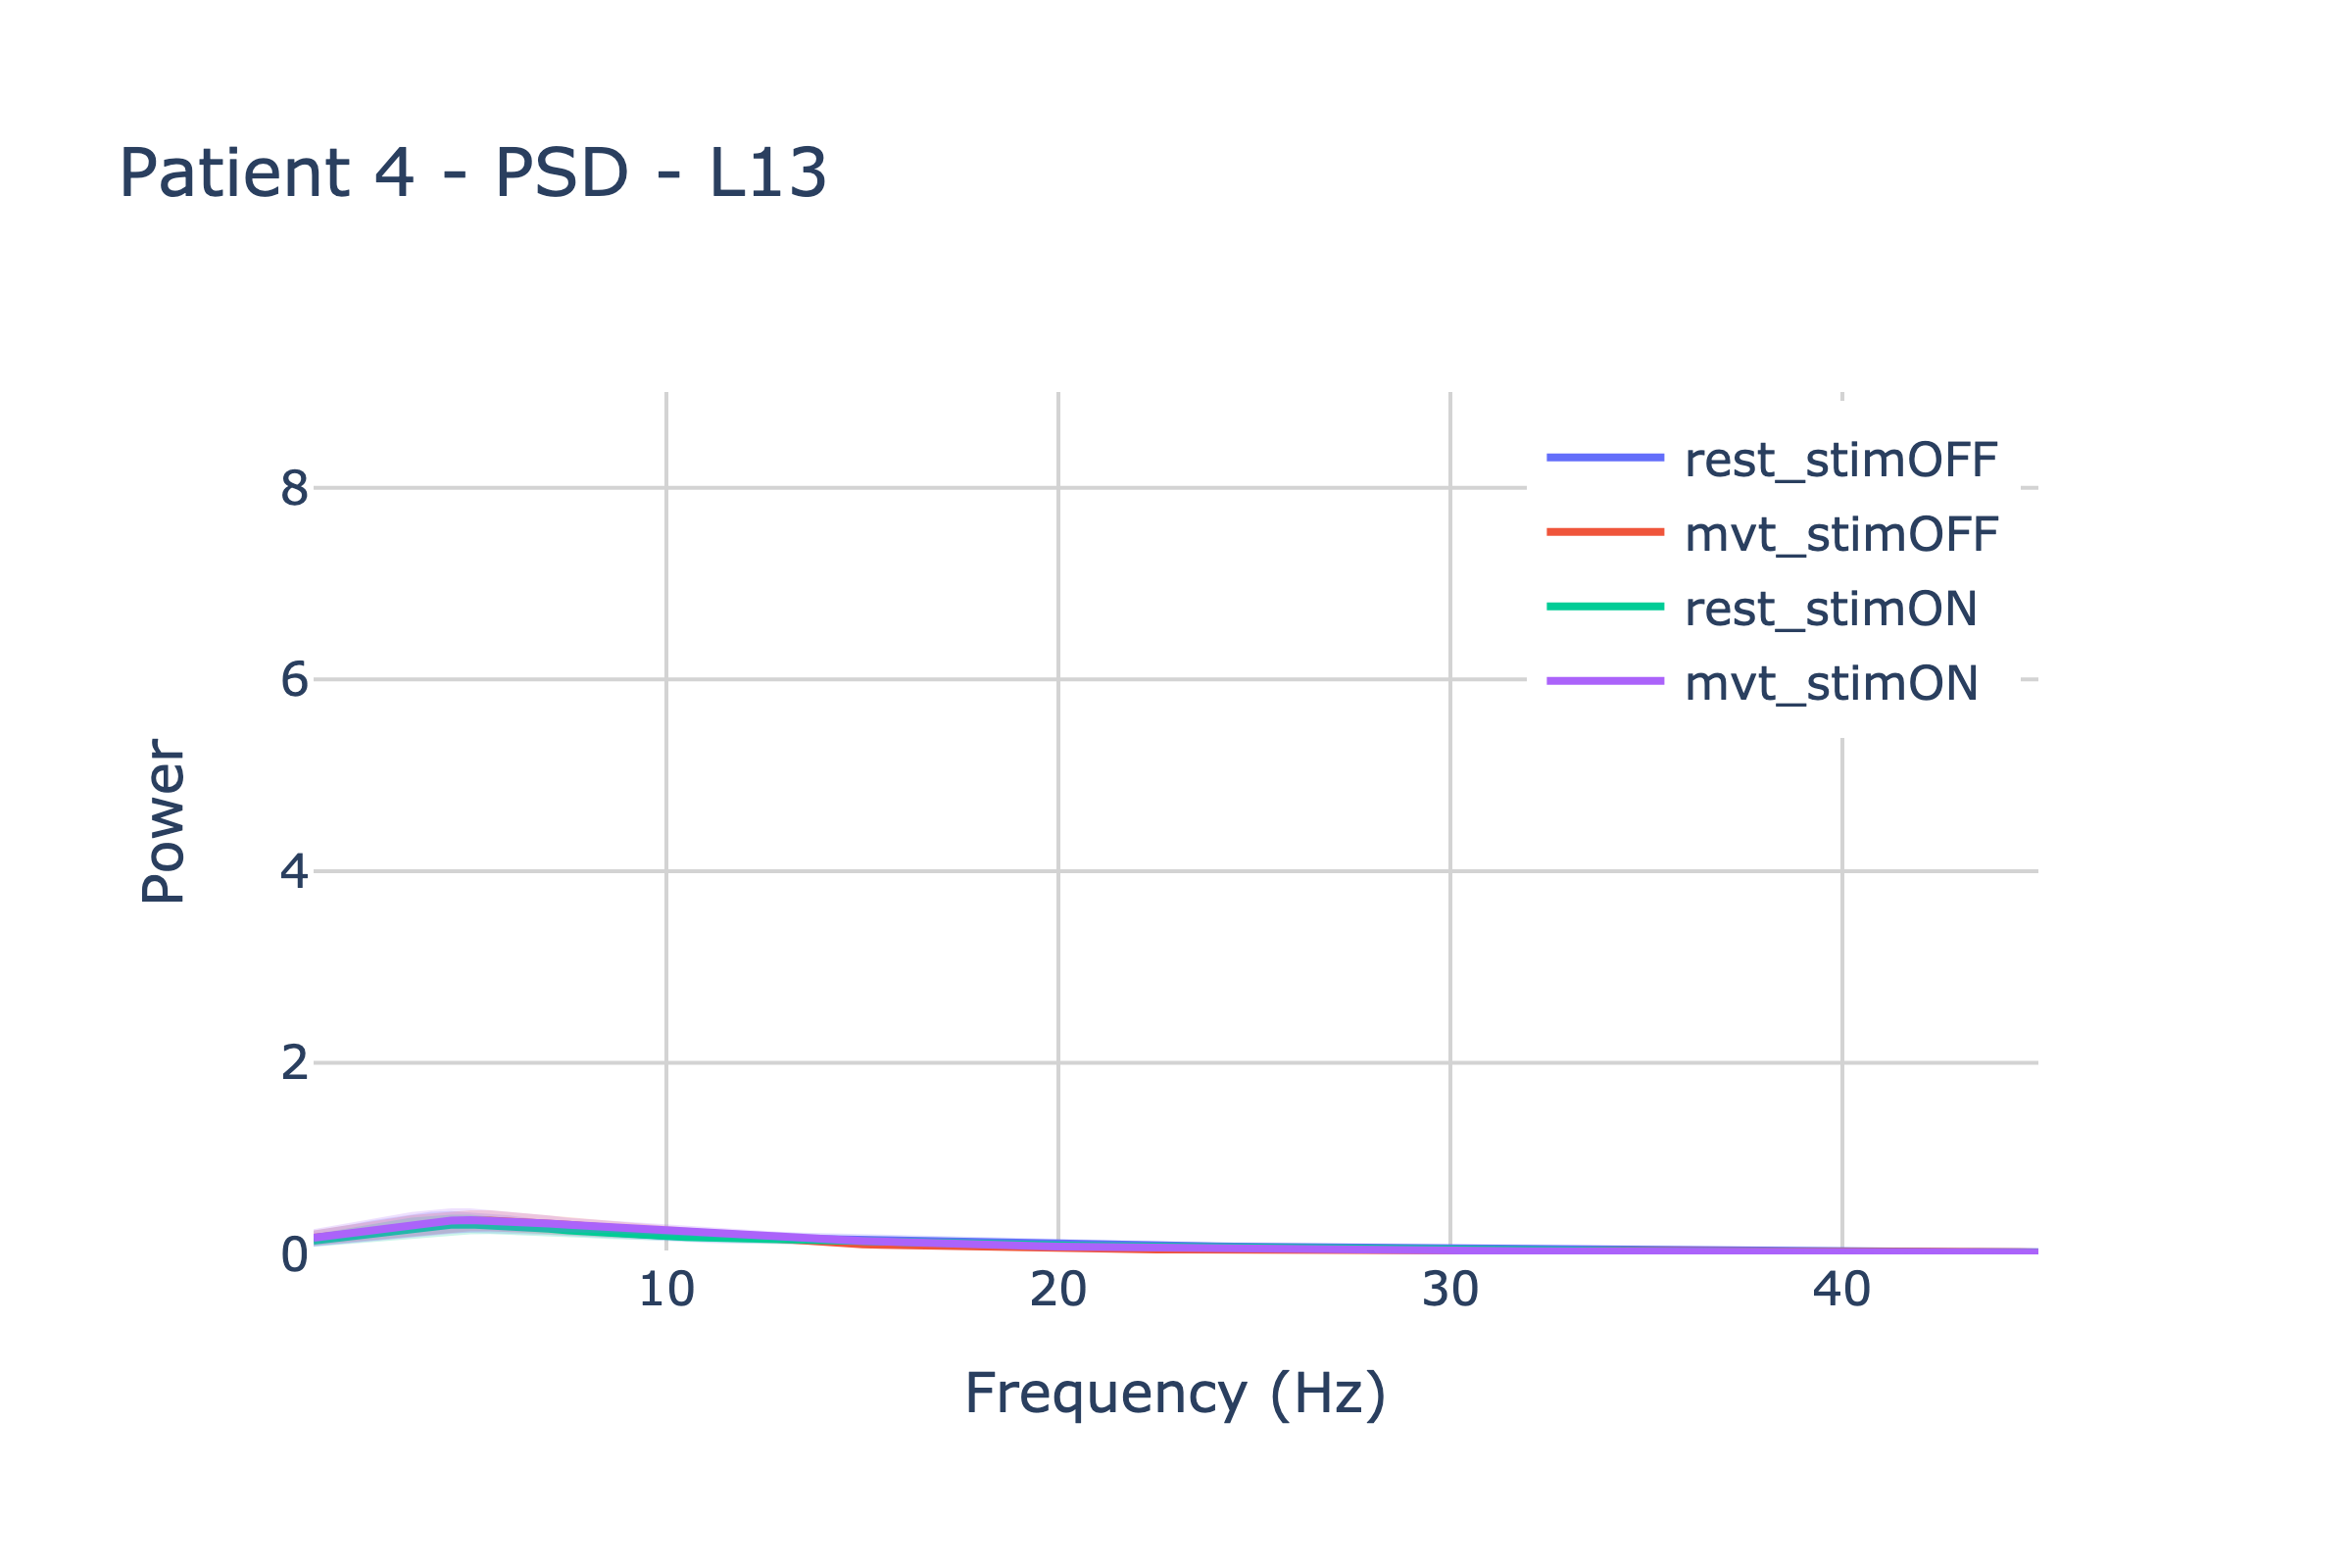 Patient 4 - PSD - L13
rest_stimOFF
mvt_stimOFF
rest_stimON
mvt_stimON
8
6
4
2
0
Power
10 20 30 40
Frequency (Hz)